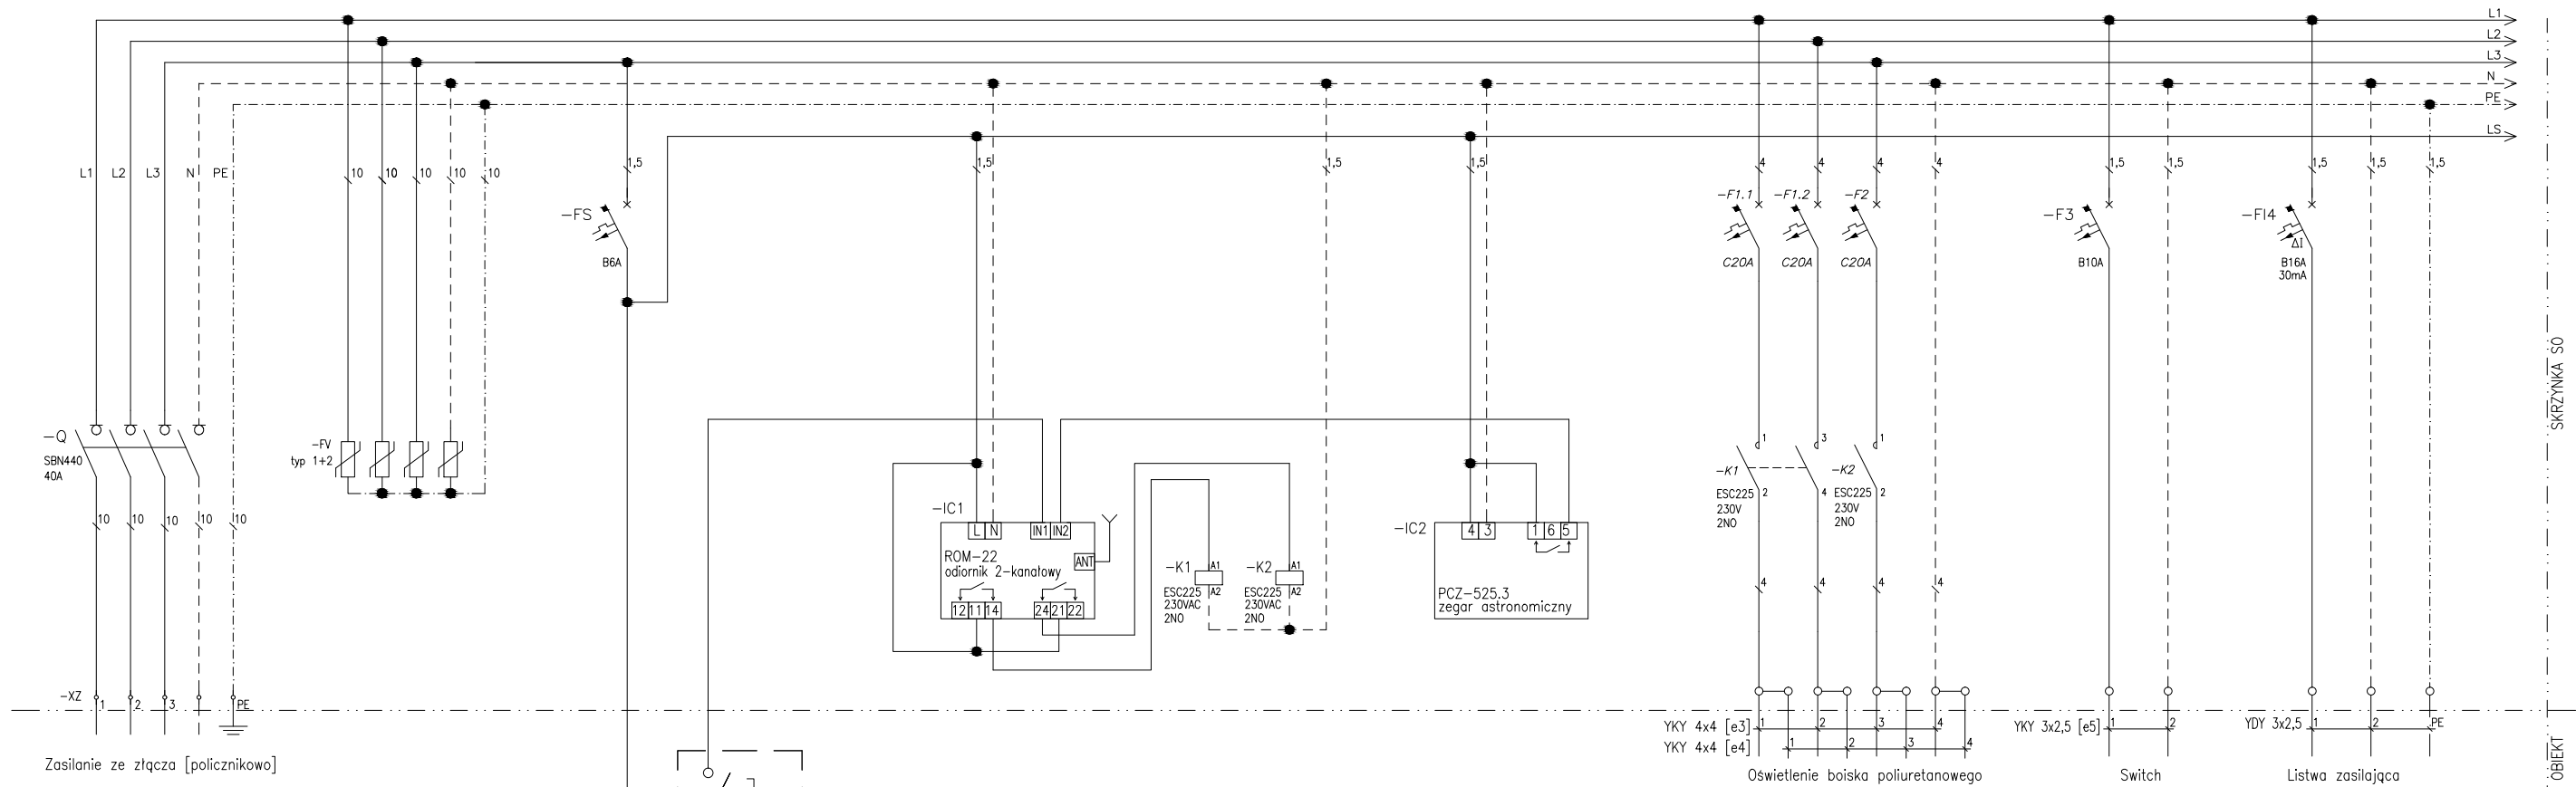 L1
L2
L3
N
PE
LS
L1
L2
L3
N
PE
10
10
10
10
10
1,5
1,5
1,5
1,5
4
4
4
4
1,5
1,5
1,5
1,5
1,5
-FS
B6A
-F1.1
C20A
-F1.2
C20A
-F2
C20A
-F3
B10A
-FI4
ΔI
B16A
30mA
SKRZYNKA SO
-Q
SBN440
40A
-FV
typ 1+2
10
10
10
10
10
-IC1
L
N
IN1
IN2
ROM-22
odiornik 2-kanałowy
ANT
12
11
14
24
21
22
-K1
A1
A2
ESC225
230VAC
2NO
-K2
A1
A2
ESC225
230VAC
2NO
-IC2
4
3
1
6
5
PCZ-525.3
zegar astronomiczny
1
3
1
-K1
ESC225
230V
2NO
2
4
-K2
ESC225
230V
2NO
2
4
4
4
4
-XZ
1
2
3
PE
YKY 4x4 [e3]
1
2
3
4
YKY 4x4 [e4]
1
2
3
4
YKY 3x2,5 [e5]
1
2
YDY 3x2,5
1
2
PE
Zasilanie ze złącza [policznikowo]
Oświetlenie boiska poliuretanowego
Switch
Listwa zasilająca
OBIEKT